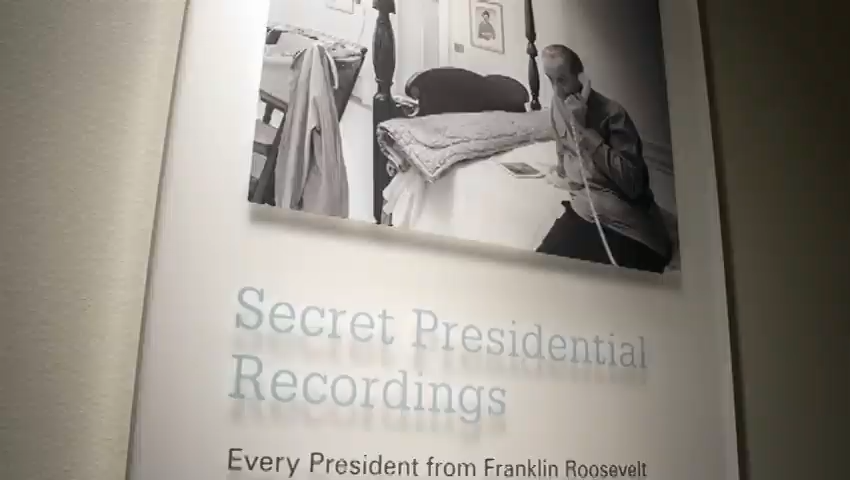 Secret Presidential
Recordings
Every President from Franklin Roosevelt